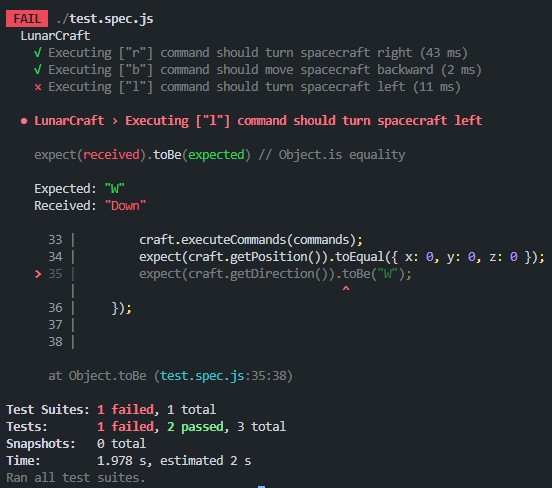 FAIL ./test.spec.js
LunarCraft
√ Executing ["r"] command should turn spacecraft right (43 ms)
√ Executing ["b"] command should move spacecraft backward (2 ms)
× Executing ["l"] command should turn spacecraft left (11 ms)
● LunarCraft › Executing ["l"] command should turn spacecraft left
expect(received).toBe(expected) // Object.is equality
Expected: "W"
Received: "Down"
33 |         craft.executeCommands(commands);
34 |         expect(craft.getPosition()).toEqual({ x: 0, y: 0, z: 0 });
> 35 |         expect(craft.getDirection()).toBe("W");
|                                      ^
36 |     });
37 |
38 |
at Object.toBe (test.spec.js:35:38)
Test Suites: 1 failed, 1 total
Tests:       1 failed, 2 passed, 3 total
Snapshots:   0 total
Time:        1.978 s, estimated 2 s
Ran all test suites.